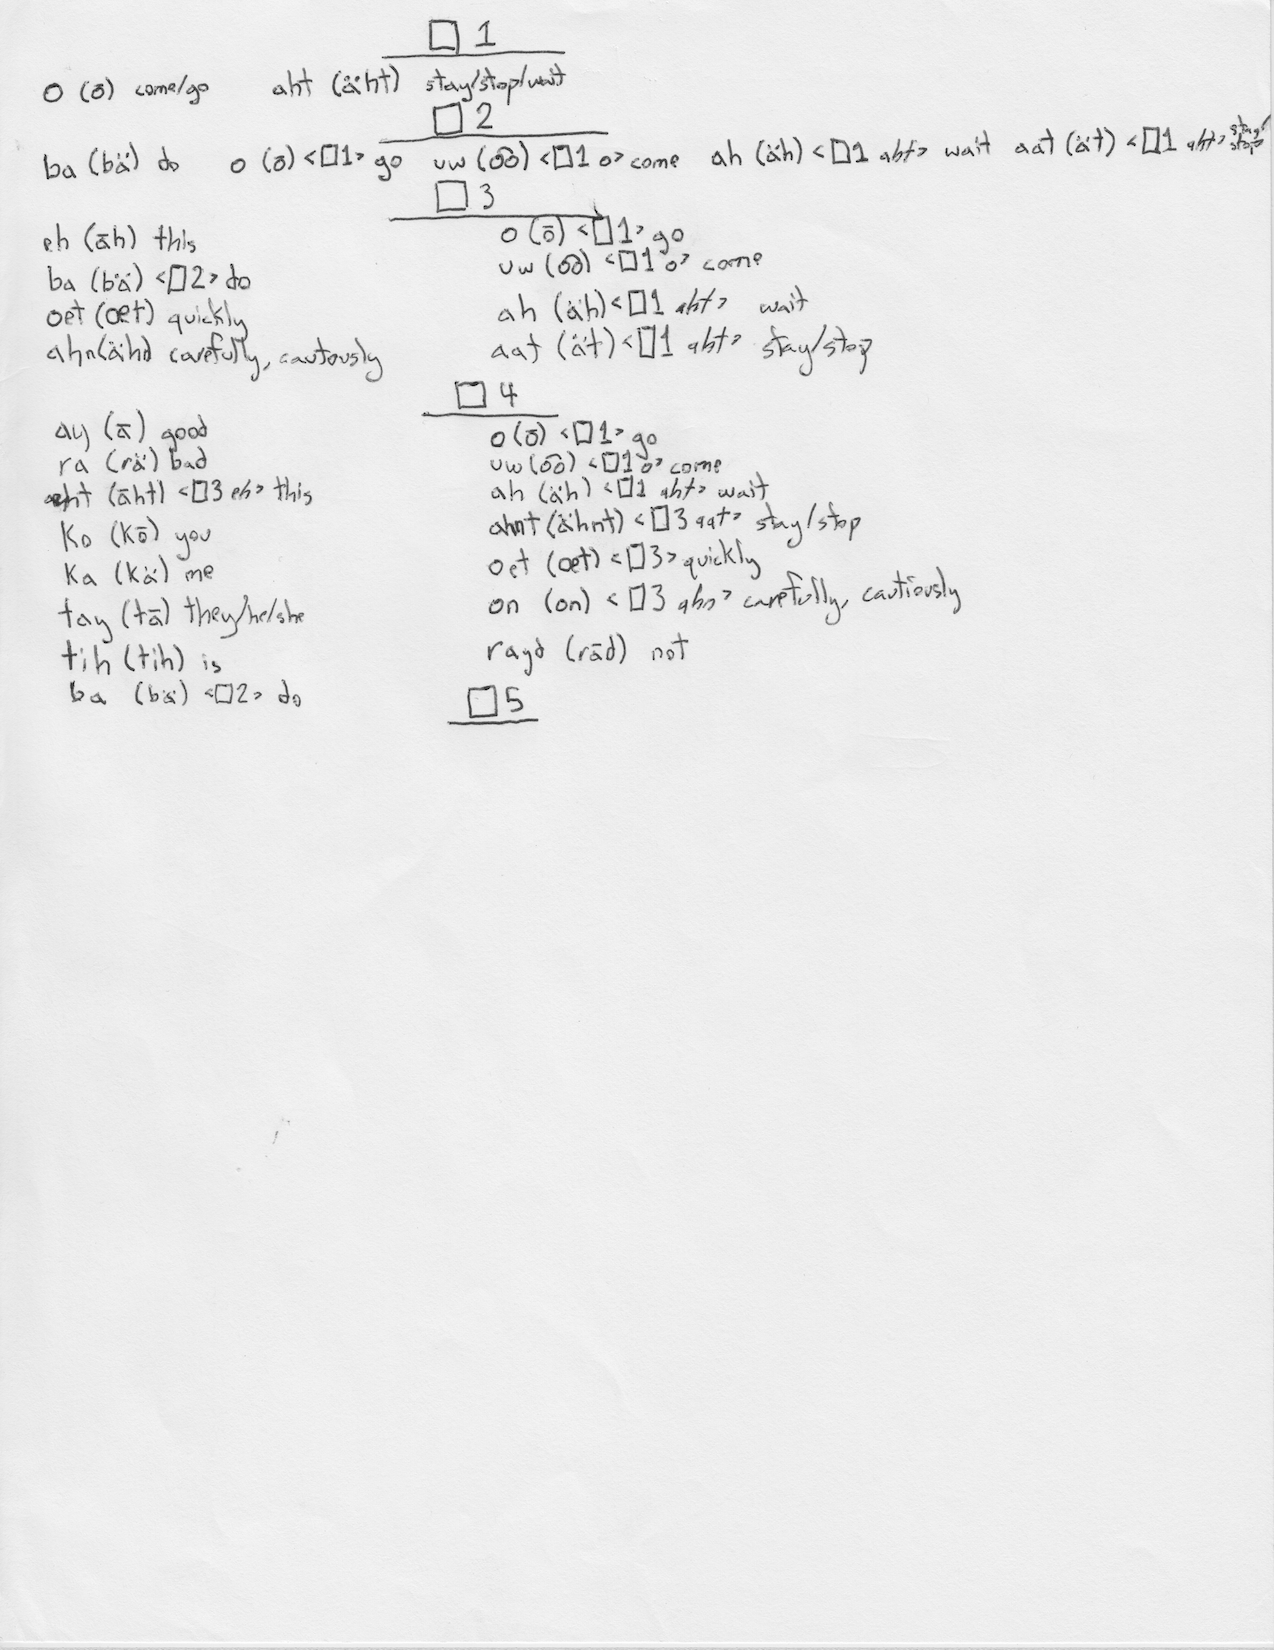 □ 1
o (ō) come/go aht (äht) stay/stop/wait
□ 2
ba (bä) do o (ō) <□1> go uw (o͞o) <□1 o> come ah (äh) <□1 aht> wait aat (ät) <□1 aht> stay/stop
□ 3
eh (āh) this
ba (bä) <□2> do
oet (oet) quickly
ahn (ähn) carefully, cautously
o (ō) <□1> go
uw (o͞o) <□1 o> come
ah (äh) <□1 aht> wait
aat (ät) <□1 aht> stay/stop
□ 4
ay (ā) good
ra (rä) bad
eht (āht) <□3 eh> this
Ko (kō) you
Ka (kä) me
tay (tā) they/he/she
tih (tih) is
ba (bä) <□2> do
o (ō) <□1> go
uw (o͞o) <□1 o> come
ah (äh) <□1 aht> wait
ahnt (ähnt) <□3 aat> stay/stop
oet (oet) <□3> quickly
on (on) <□3 ahn> carefully, cautiously
rayd (rād) not
□ 5